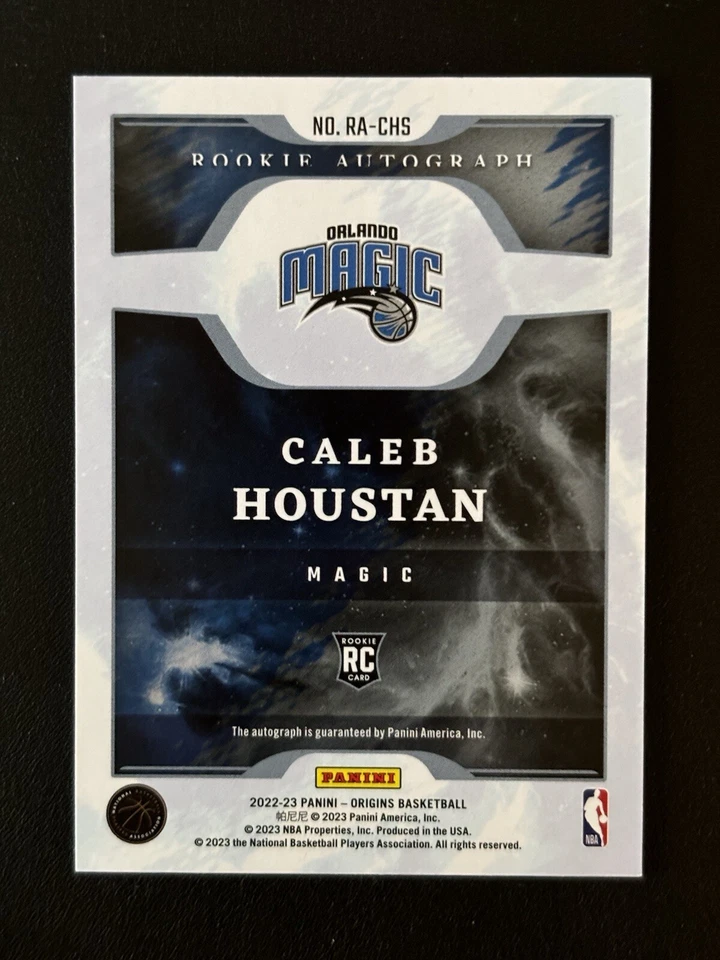 NO. RA-CHS
ROOKIE AUTOGRAPH
ORLANDO
MAGIC
CALEB
HOUSTAN
MAGIC
ROOKIE
RC
CARD
The autograph is guaranteed by Panini America, Inc.
PANINI
2022-23 PANINI – ORIGINS BASKETBALL
帕尼尼 © 2023 Panini America, Inc.
© 2023 NBA Properties, Inc. Produced in the USA.
© 2023 the National Basketball Players Association. All rights reserved.
NBA